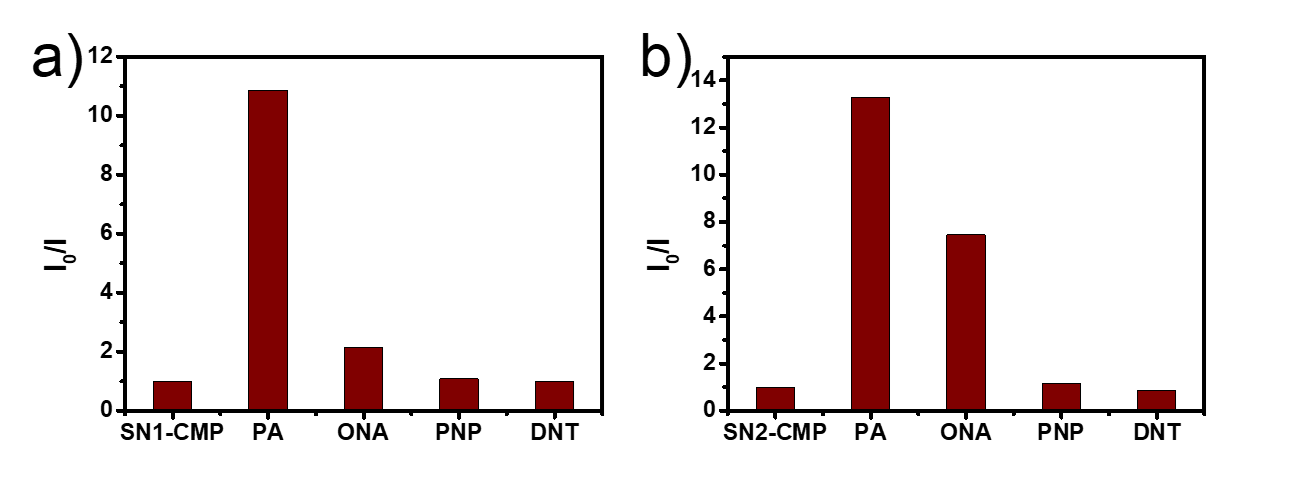 a)
12
10
8
6
4
2
0
I0/I
SN1-CMP PA ONA PNP DNT
b)
14
12
10
8
6
4
2
0
I0/I
SN2-CMP PA ONA PNP DNT